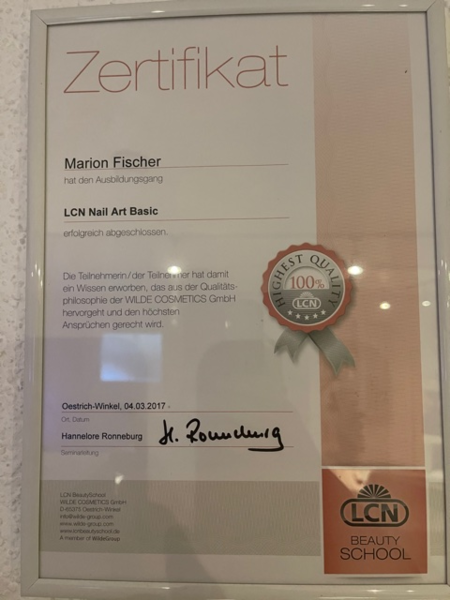 Zertifikat
Marion Fischer
hat den Ausbildungsgang
LCN Nail Art Basic
erfolgreich abgeschlossen.
Die Teilnehmerin / der Teilnehmer hat damit
ein Wissen erworben, das aus der Qualitäts-
philosophie der WILDE COSMETICS GmbH
hervorgeht und den höchsten
Ansprüchen gerecht wird.
HIGHEST QUALITY
100%
LCN
Oestrich-Winkel, 04.03.2017 -
Ort, Datum
Hannelore Ronneburg
H. Ronneburg
Seminarleitung
LCN BeautySchool
WILDE COSMETICS GmbH
D-65375 Oestrich-Winkel
info@wilde-group.com
www.wilde-group.com
www.lcnbeautyschool.de
A member of WildeGroup
LCN
BEAUTY
SCHOOL